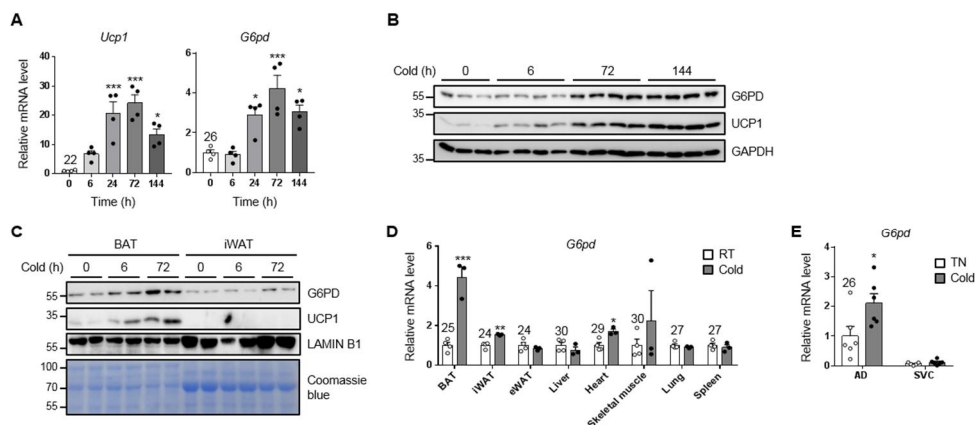 A
Ucp1
Relative mRNA level
40
30
20
10
0
22
***
***
*
0 6 24 72 144
Time (h)
G6pd
6
4
2
0
26
*
***
*
0 6 24 72 144
Time (h)
B
Cold (h) 0 6 72 144
55
G6PD
35
UCP1
35
GAPDH
C
BAT iWAT
Cold (h) 0 6 72 0 6 72
55
G6PD
35
UCP1
LAMIN B1
100
70
55
Coomassie
blue
D
G6pd
Relative mRNA level
6
4
2
0
RT
Cold
***
**
*
25 24 24 30 29 30 27 27
BAT iWAT eWAT Liver Heart Skeletal muscle Lung Spleen
E
G6pd
Relative mRNA level
4
3
2
1
0
TN
Cold
26
*
AD SVC